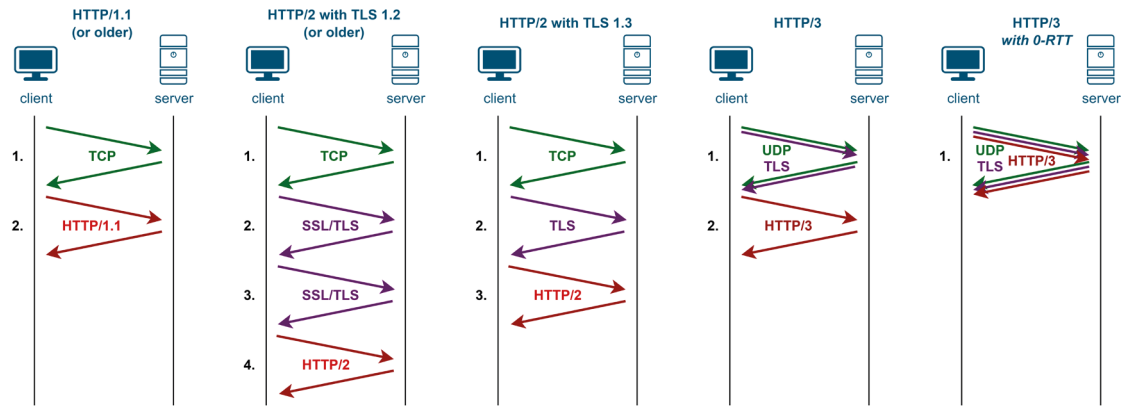 HTTP/1.1
(or older)
client
server
1.
TCP
2.
HTTP/1.1
HTTP/2 with TLS 1.2
(or older)
client
server
1.
TCP
2.
SSL/TLS
3.
SSL/TLS
4.
HTTP/2
HTTP/2 with TLS 1.3
client
server
1.
TCP
2.
TLS
3.
HTTP/2
HTTP/3
client
server
1.
UDP
TLS
2.
HTTP/3
HTTP/3
with 0-RTT
client
server
1.
UDP
TLS
HTTP/3